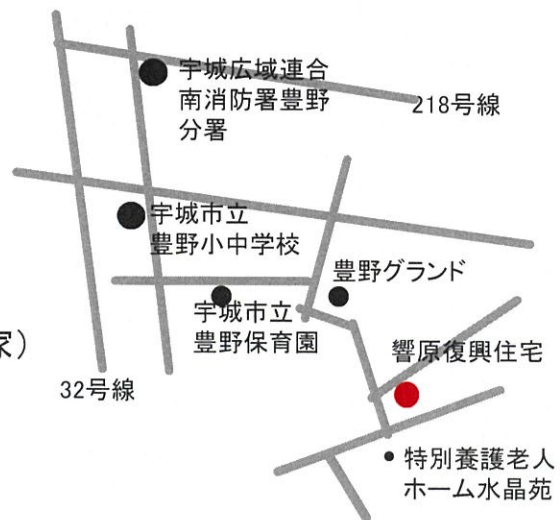 宇城広域連合
南消防署豊野
分署
218号線
宇城市立
豊野小中学校
豊野グランド
宇城市立
豊野保育園
家）
響原復興住宅
32号線
特別養護老人
ホーム水晶苑